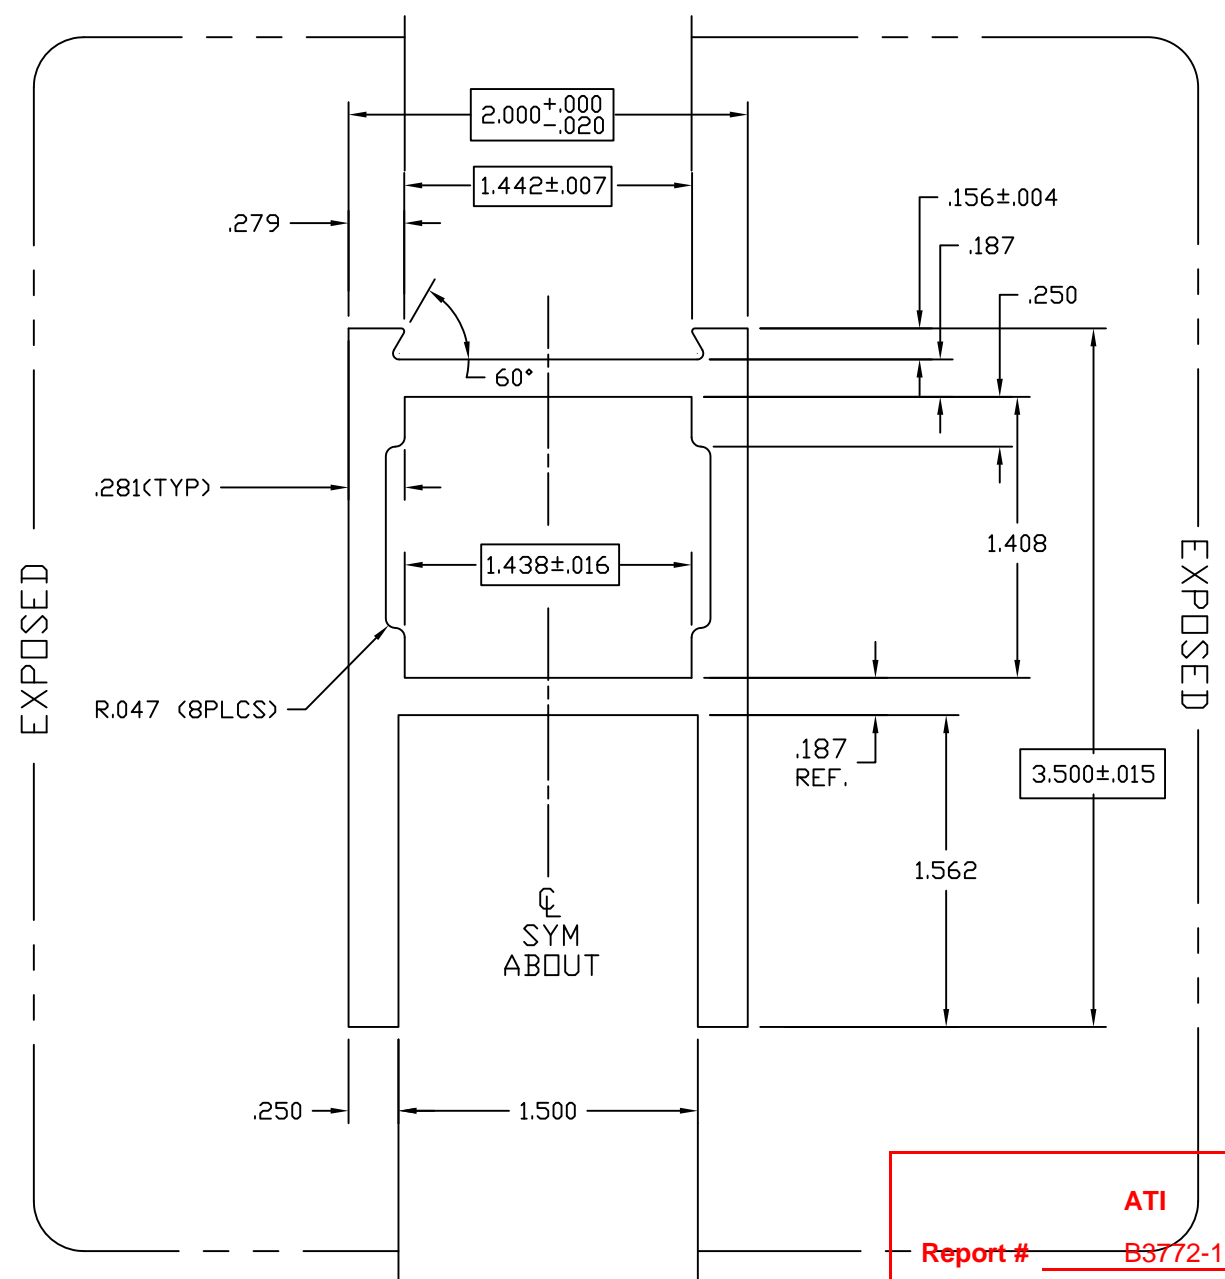 2.000 +.000
-.020
1.442±.007
.156±.004
.279
.187
.250
60°
.281(TYP)
1.408
1.438±.016
EXPOSED
EXPOSED
R.047 (8PLCS)
.187
REF.
3.500±.015
1.562
℄
SYM
ABOUT
.250
1.500
ATI
Report # B3772-1